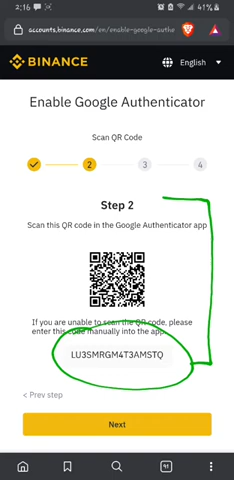 2:16
41%
accounts.binance.com/en/enable-google-authe
BINANCE
English
Enable Google Authenticator
Scan QR Code
2
3
4
Step 2
Scan this QR code in the Google Authenticator app
If you are unable to scan the QR code, please
enter this code manually into the app.
LU3SMRGM4T3AMSTQ
< Prev step
Next